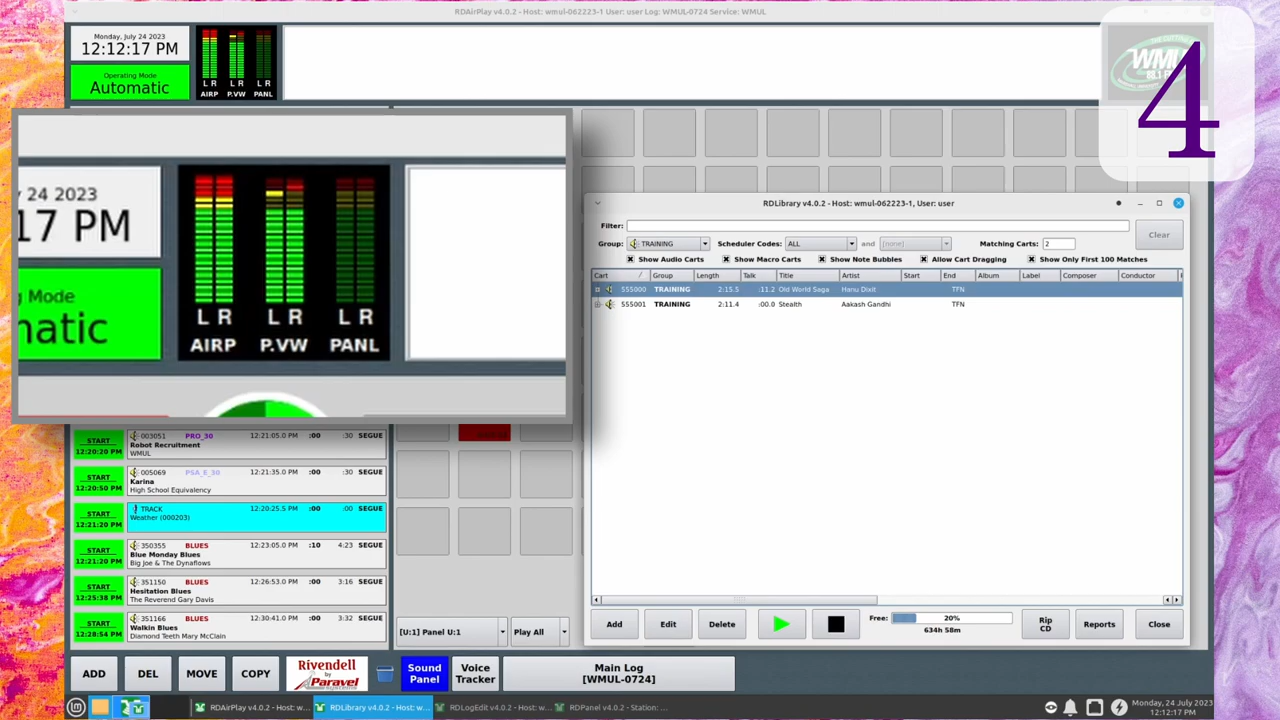 RDAirPlay v4.0.2 - Host: wmul-062223-1 User: user Log: WMUL-0724 Service: WMUL
Monday, July 24 2023
12:12:17 PM
Operating Mode
Automatic
L R L R L R
AIRP P.VW PANL
WMUL
88.1 FM
4
y 24 2023
17 PM
g Mode
matic
L R L R L R
AIRP P.VW PANL
RDLibrary v4.0.2 - Host: wmul-062223-1, User: user
Filter:
Clear
Group: TRAINING Scheduler Codes: ALL and [none] Matching Carts: 2
Show Audio Carts Show Macro Carts Show Note Bubbles Allow Cart Dragging Show Only First 100 Matches
Cart / Group Length Talk Title Artist Start End Album Label Composer Conductor
555000 TRAINING 2:15.5 :11.2 Old World Saga Hanu Dixit TFN
555001 TRAINING 2:11.4 :00.0 Stealth Aakash Gandhi TFN
Add Edit Delete Free: 20% 634h 58m Rip CD Reports Close
START 12:20:20 PM
003051 PRO_30 12:21:05.0 PM :00 :30 SEGUE
Robot Recruitment
WMUL
START 12:20:50 PM
005069 PSA_E_30 12:21:35.0 PM :00 :30 SEGUE
Karina
High School Equivalency
START 12:21:20 PM
TRACK 12:20:25.5 PM :00 :00 SEGUE
Weather (000203)
START 12:21:20 PM
350355 BLUES 12:23:05.0 PM :10 4:23 SEGUE
Blue Monday Blues
Big Joe & The Dynaflows
START 12:25:38 PM
351150 BLUES 12:26:53.0 PM :00 3:16 SEGUE
Hesitation Blues
The Reverend Gary Davis
START 12:28:54 PM
351166 BLUES 12:30:41.0 PM :00 3:32 SEGUE
Walkin Blues
Diamond Teeth Mary McClain
[U:1] Panel U:1 Play All
ADD DEL MOVE COPY
Rivendell
by
Paravel
systems
Sound Panel
Voice Tracker
Main Log
[WMUL-0724]
RDAirPlay v4.0.2 - Host: w... RDLibrary v4.0.2 - Host: w... RDLogEdit v4.0.2 - Host: w... RDPanel v4.0.2 - Station: ...
Monday, 24 July 2023
12:12:17 PM